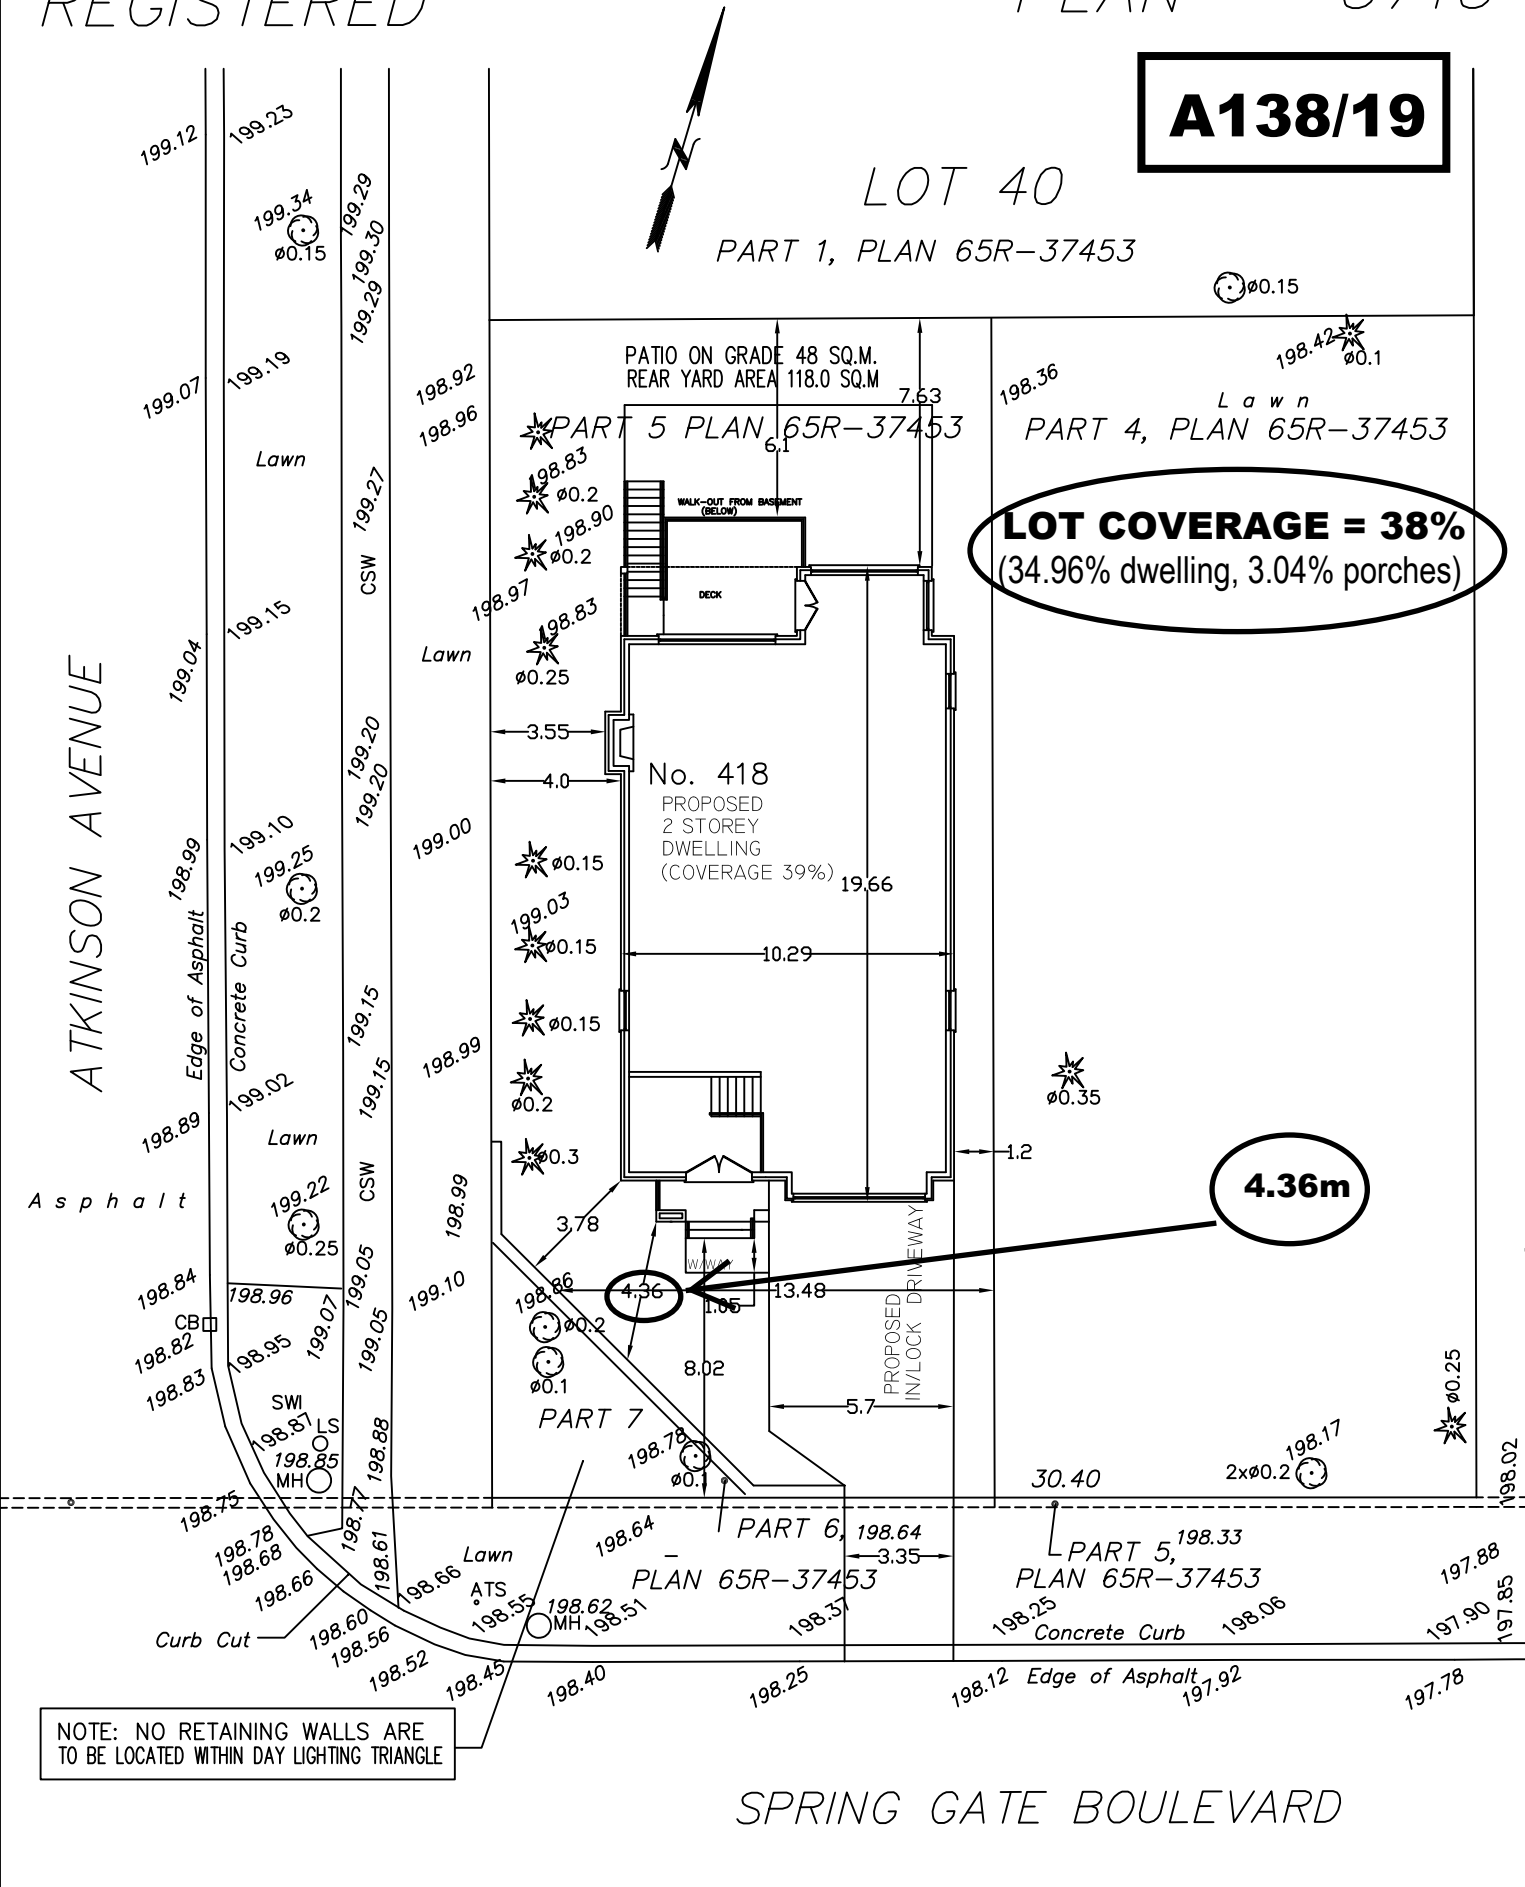 REGISTERED
PLAN
A138/19
LOT 40
PART 1, PLAN 65R-37453
199.12
199.23
199.34
ø0.15
199.29
199.30
199.29
ø0.15
198.42
ø0.1
PATIO ON GRADE 48 SQ.M.
REAR YARD AREA 118.0 SQ.M
7.63
198.36
Lawn
PART 5 PLAN 65R-37453
PART 4, PLAN 65R-37453
6.1
199.07
199.19
198.92
198.96
Lawn
198.83
ø0.2
198.90
ø0.2
199.27
CSW
WALK-OUT FROM BASEMENT
(BELOW)
DECK
LOT COVERAGE = 38%
(34.96% dwelling, 3.04% porches)
198.97
198.83
ø0.25
199.15
199.04
Lawn
ATKINSON AVENUE
199.20
199.20
3.55
4.0
No. 418
PROPOSED
2 STOREY
DWELLING
(COVERAGE 39%)
19.66
10.29
199.10
199.25
ø0.2
198.99
199.00
ø0.15
199.03
ø0.15
ø0.15
ø0.2
ø0.3
Edge of Asphalt
Concrete Curb
199.15
199.15
198.99
199.02
198.89
Lawn
ø0.35
1.2
4.36m
Asphalt
199.22
ø0.25
CSW
198.99
3.78
W/WAY
4.36
1.05
13.48
PROPOSED
IN/LOCK DRIVEWAY
198.84
198.96
199.05
199.07
199.05
199.10
198.86
ø0.2
ø0.1
CB
198.82
198.95
198.83
8.02
5.7
PART 7
SWI
LS
198.87
198.85
MH
198.88
198.78
ø0.1
30.40
2xø0.2
198.17
ø0.25
198.02
198.75
198.77
198.78
198.68
198.66
198.61
198.66
Lawn
ATS
198.55
198.62
MH
198.51
198.64
PART 6,
198.64
PLAN 65R-37453
3.35
PART 5,
198.33
PLAN 65R-37453
197.88
197.85
197.90
198.37
198.25
198.06
Concrete Curb
Curb Cut
198.60
198.56
198.52
198.45
198.40
198.25
198.12
Edge of Asphalt
197.92
197.78
NOTE: NO RETAINING WALLS ARE
TO BE LOCATED WITHIN DAY LIGHTING TRIANGLE
SPRING GATE BOULEVARD